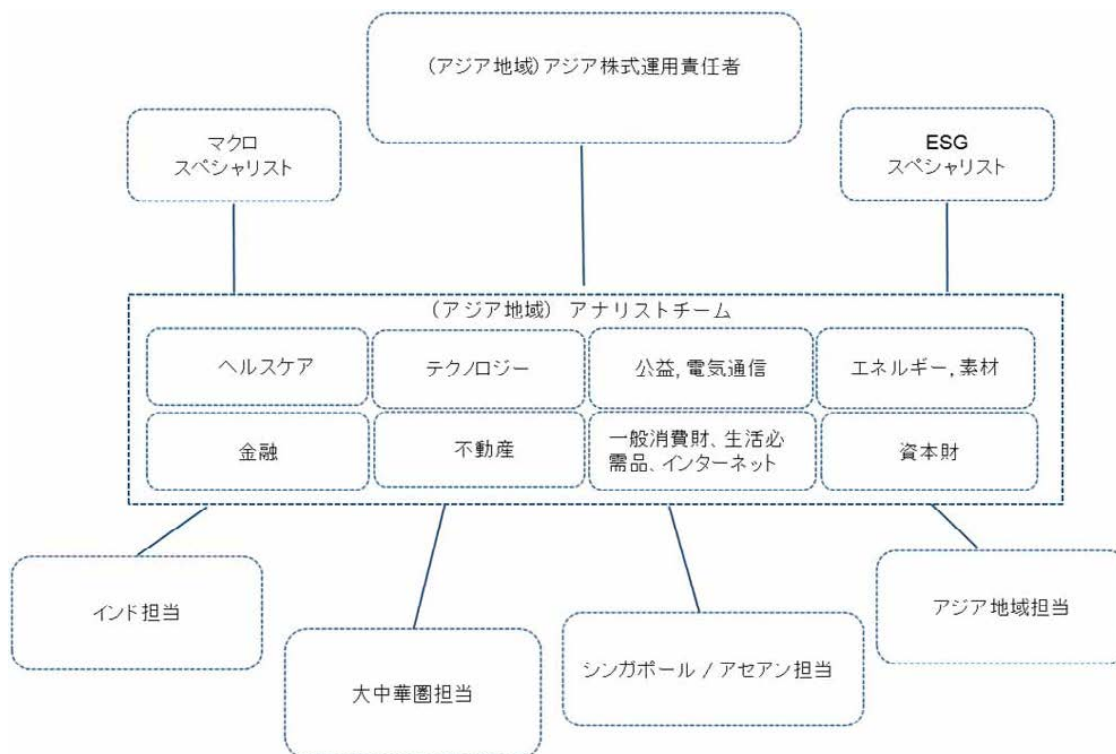 (アジア地域)アジア株式運用責任者
マクロ
スペシャリスト
ESG
スペシャリスト
(アジア地域) アナリストチーム
ヘルスケア
テクノロジー
公益, 電気通信
エネルギー, 素材
金融
不動産
一般消費財、生活必
需品、インターネット
資本財
インド担当
大中華圏担当
シンガポール / アセアン担当
アジア地域担当